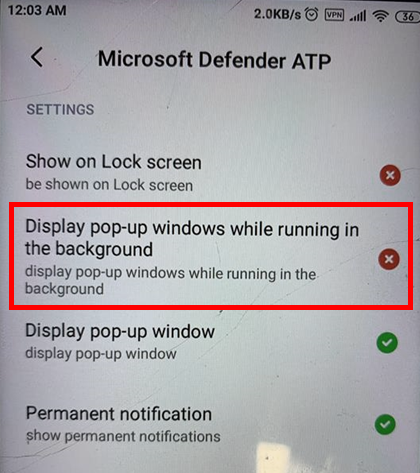 12:03 AM 2.0KB/s VPN 36
Microsoft Defender ATP
SETTINGS
Show on Lock screen
be shown on Lock screen
Display pop-up windows while running in
the background
display pop-up windows while running in the
background
Display pop-up window
display pop-up window
Permanent notification
show permanent notifications